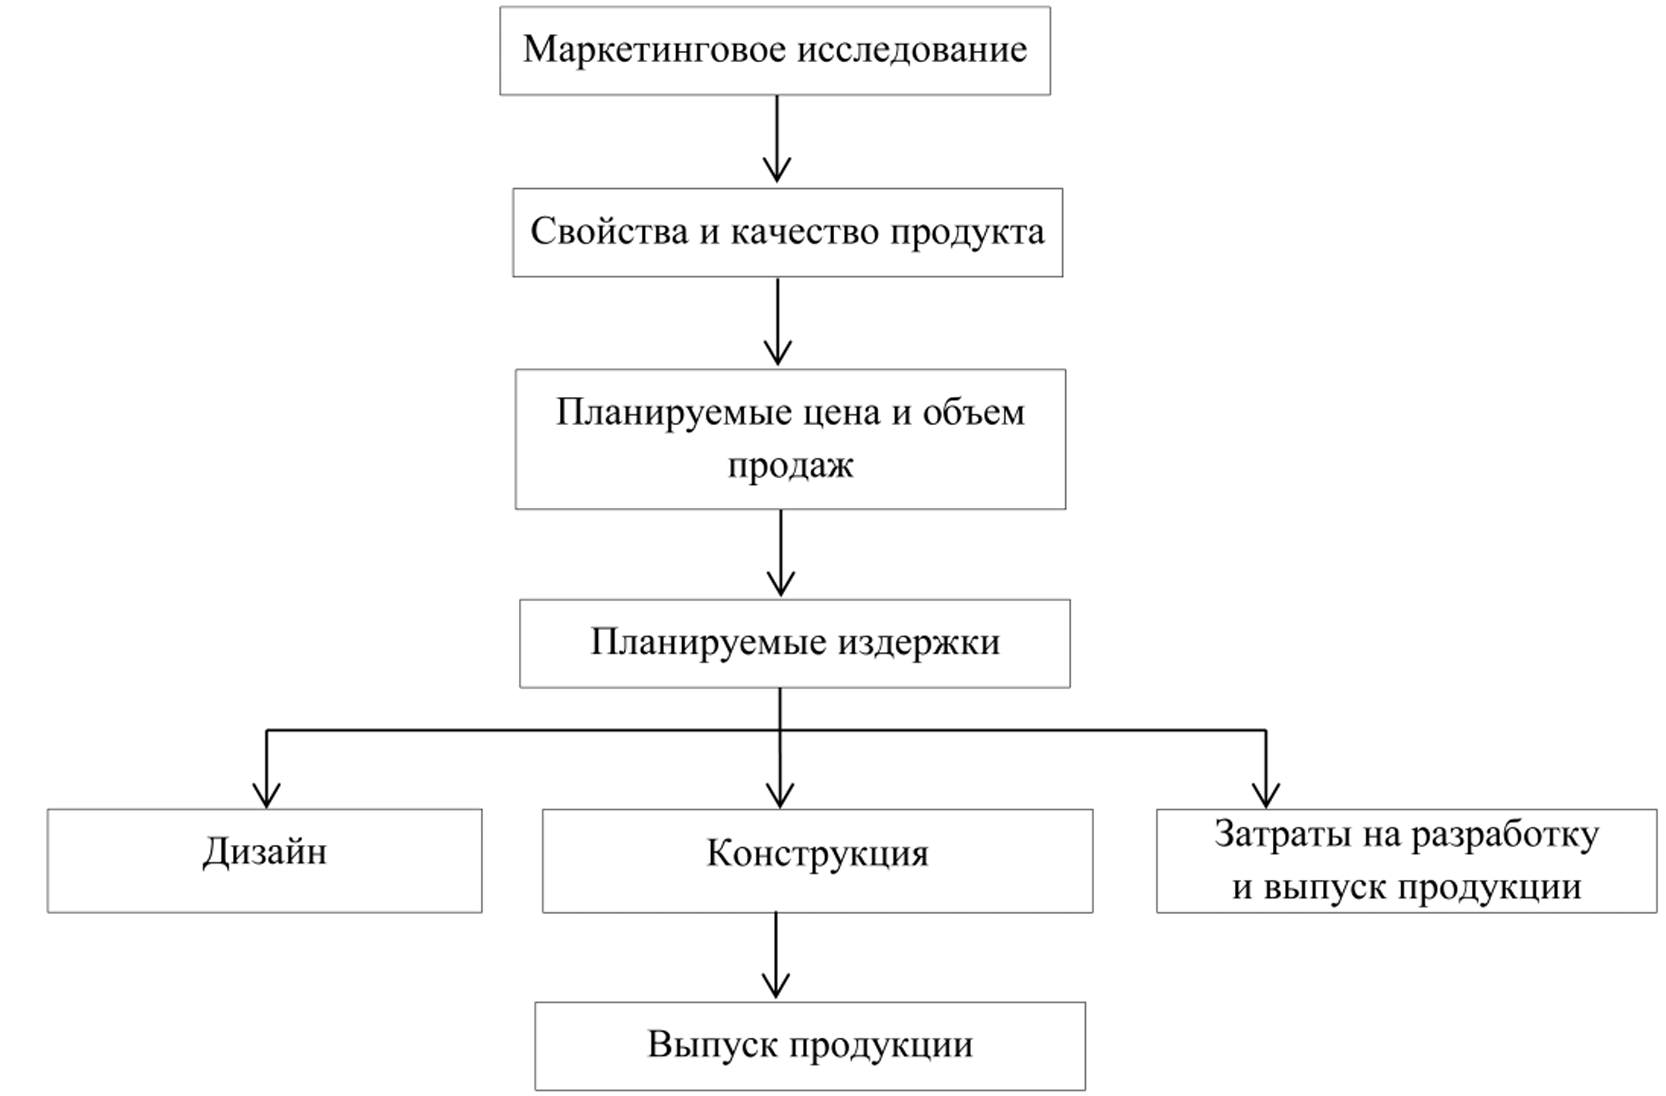 Маркетинговое исследование
Свойства и качество продукта
Планируемые цена и объем
продаж
Планируемые издержки
Дизайн
Конструкция
Затраты на разработку
и выпуск продукции
Выпуск продукции